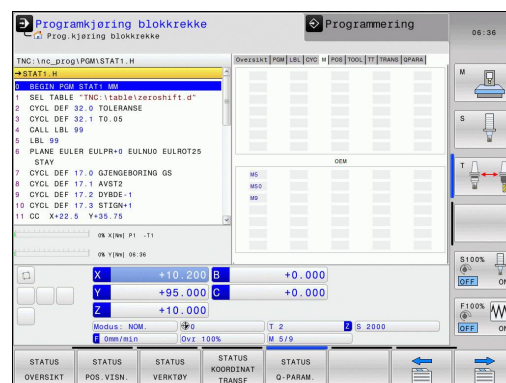 Programkjøring blokkrekke
Prog.kjøring blokkrekke
Programmering
06:36
TNC:\nc_prog\PGM\STAT1.H
→STAT1.H
0 BEGIN PGM STAT1 MM
1 SEL TABLE "TNC:\table\zeroshift.d"
2 CYCL DEF 32.0 TOLERANSE
3 CYCL DEF 32.1 T0.05
4 CALL LBL 99
5 LBL 99
6 PLANE EULER EULPR+0 EULNU0 EULROT25
STAY
7 CYCL DEF 17.0 GJENGEBORING GS
8 CYCL DEF 17.1 AVST2
9 CYCL DEF 17.2 DYBDE-1
10 CYCL DEF 17.3 STIGN+1
11 CC X+22.5 Y+35.75
Oversikt PGM LBL CYC M POS TOOL TT TRANS QPARA
OEM
M5
M50
M9
0% X[Nm] P1 -T1
0% Y[Nm] 06:36
X +10.200 B +0.000
Y +95.000 C +0.000
Z +10.000
Modus: NOM. 0 T 2 Z S 2000
F 0mm/min Ovr 100% M 5/9
M
S
T
S100%
OFF ON
F100%
OFF ON
STATUS OVERSIKT
STATUS POS.VISN.
STATUS VERKTØY
STATUS KOORDINAT TRANSF
STATUS Q-PARAM.